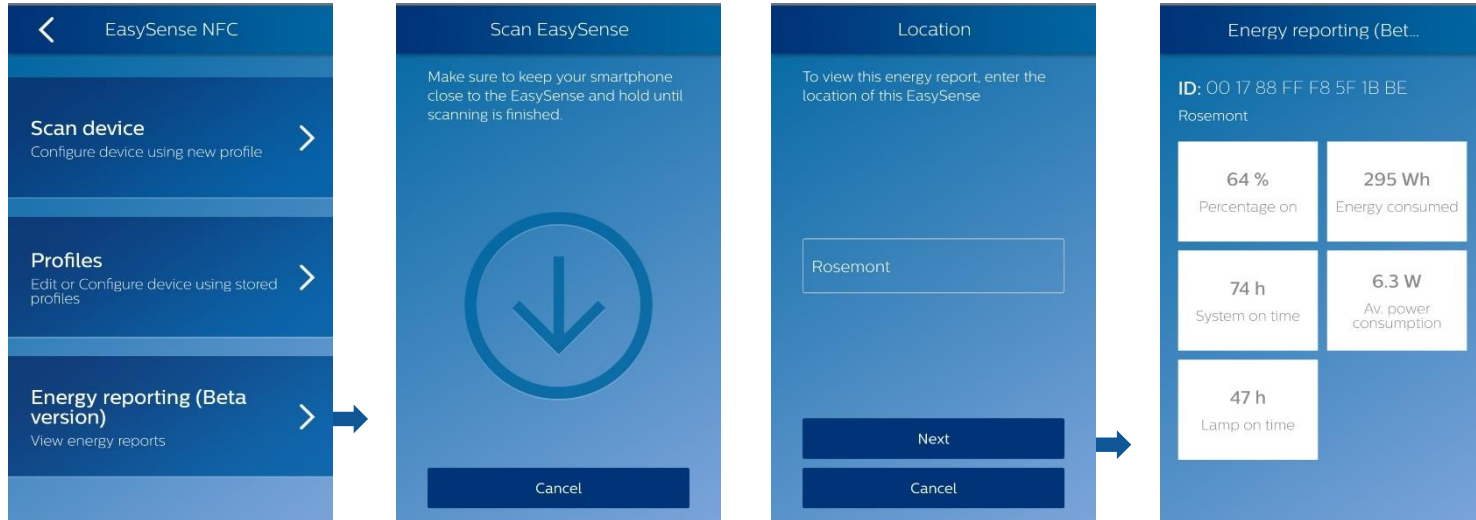 EasySense NFC
Scan device
Configure device using new profile
Profiles
Edit or Configure device using stored
profiles
Energy reporting (Beta
version)
View energy reports
Scan EasySense
Make sure to keep your smartphone
close to the EasySense and hold until
scanning is finished.
Cancel
Location
To view this energy report, enter the
location of this EasySense
Rosemont
Next
Cancel
Energy reporting (Bet...
ID: 00 17 88 FF F8 5F 1B BE
Rosemont
64 %
Percentage on
295 Wh
Energy consumed
74 h
System on time
6.3 W
Av. power
consumption
47 h
Lamp on time